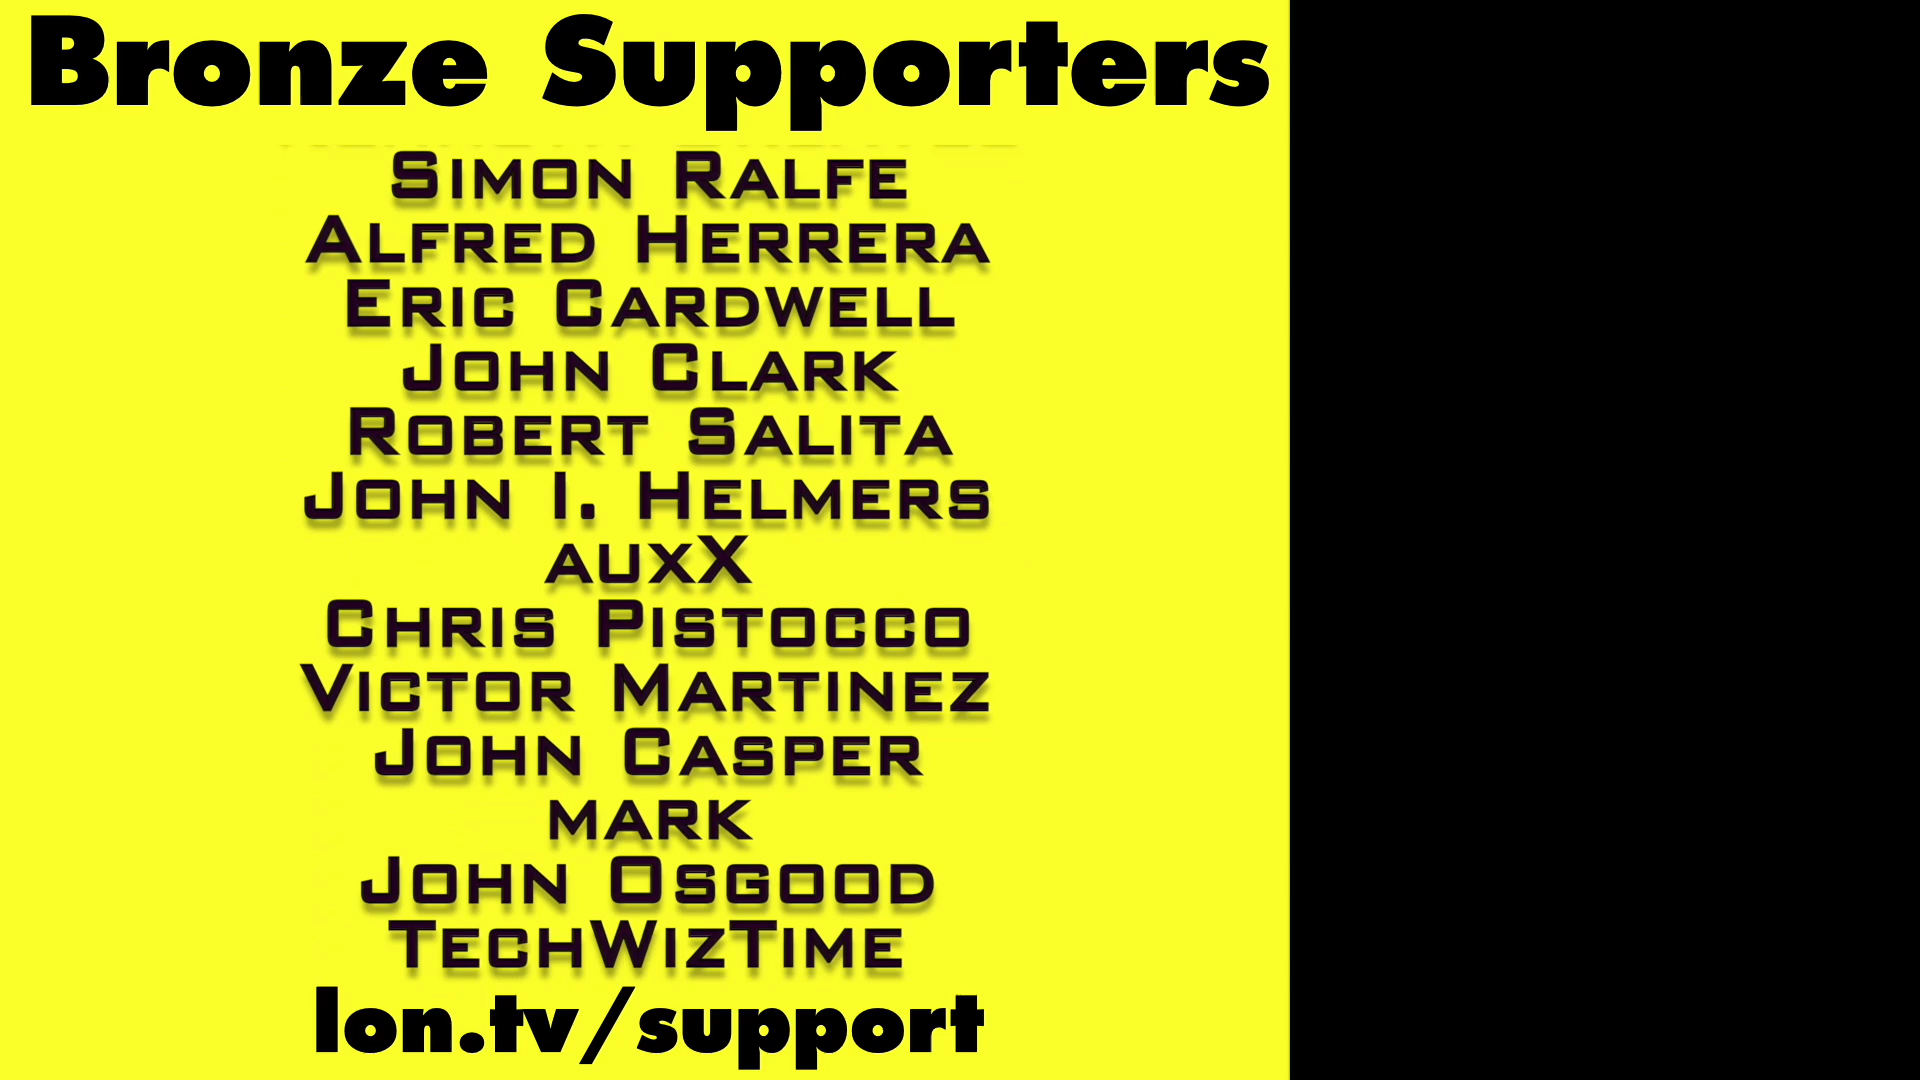 Bronze Supporters
Simon Ralfe
Alfred Herrera
Eric Cardwell
John Clark
Robert Salita
John I. Helmers
auxX
Chris Pistocco
Victor Martinez
John Casper
mark
John Osgood
TechWizTime
lon.tv/support